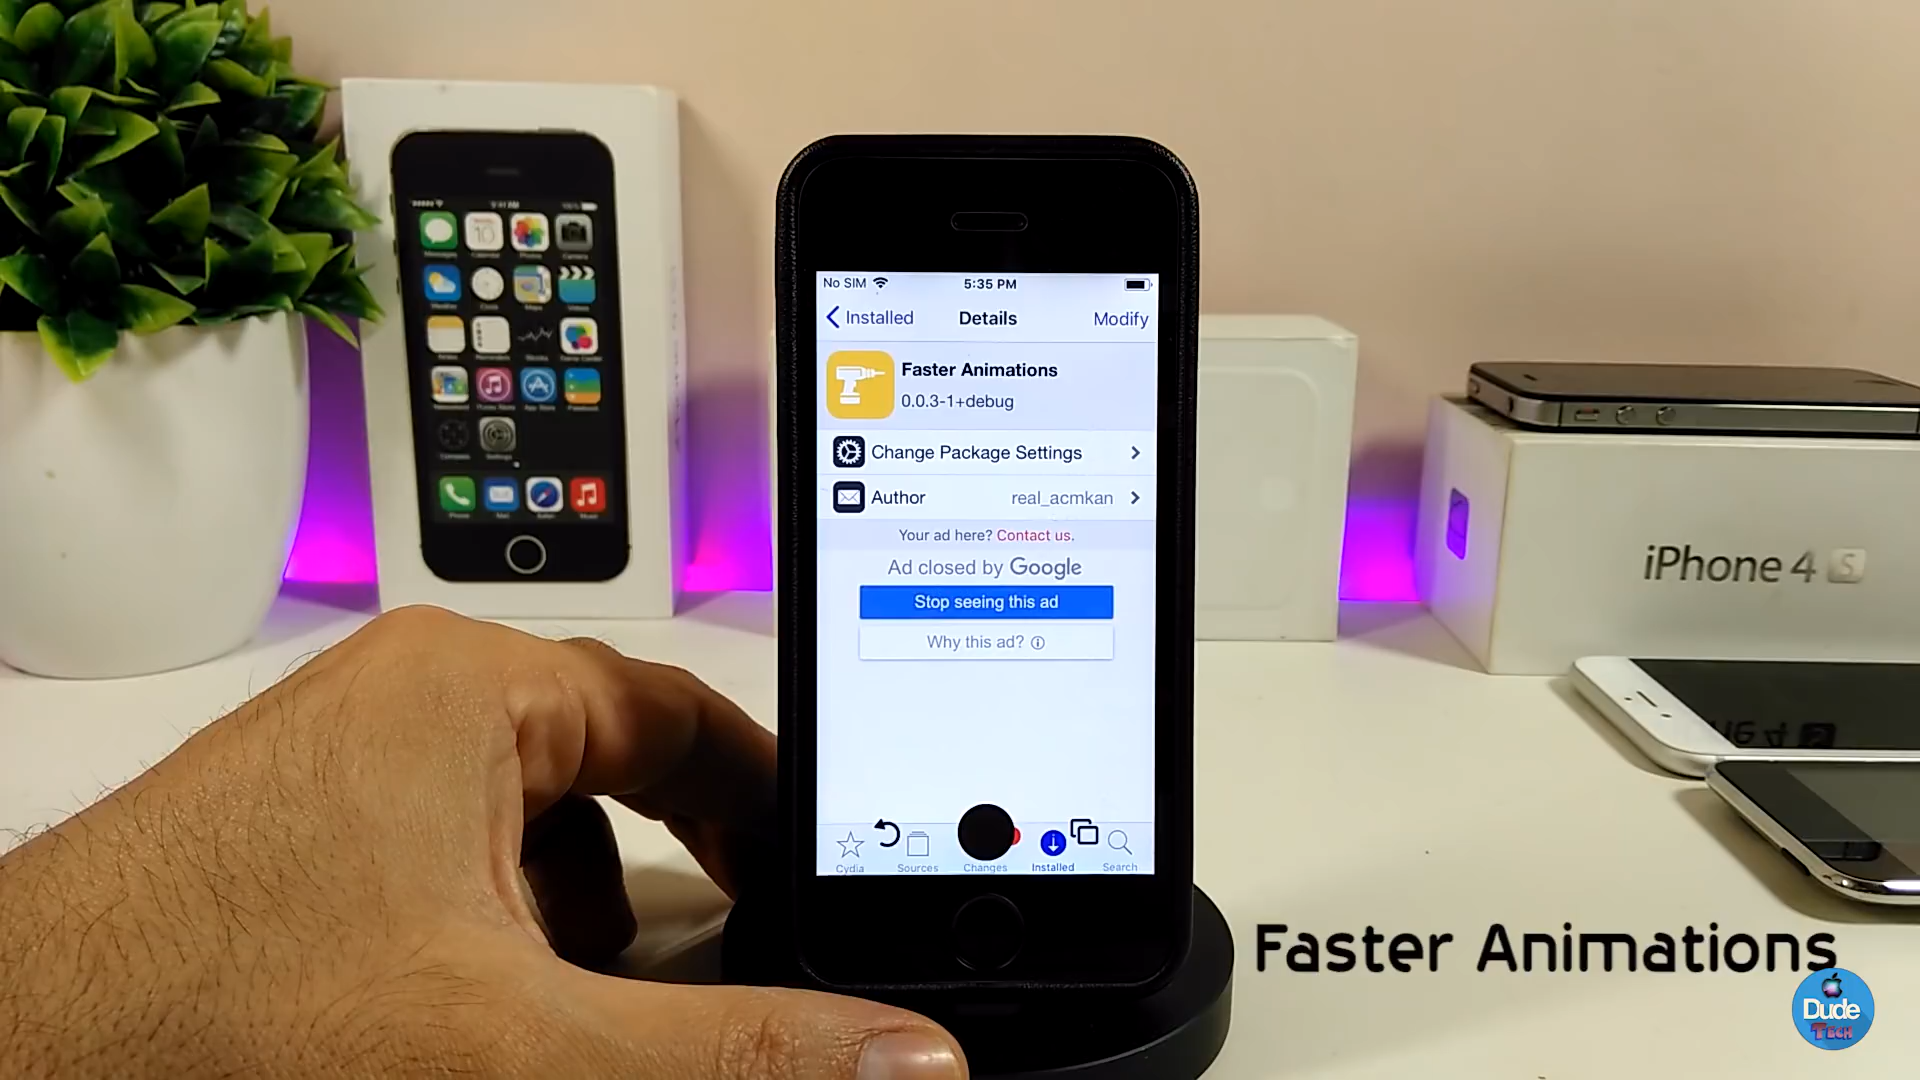 No SIM 5:35 PM
Installed Details Modify
Faster Animations
0.0.3-1+debug
Change Package Settings
Author real_acmkan
Your ad here? Contact us.
Ad closed by Google
Stop seeing this ad
Why this ad?
Cydia Sources Changes Installed Search
iPhone 4 S
Faster Animations
Dude
TECH